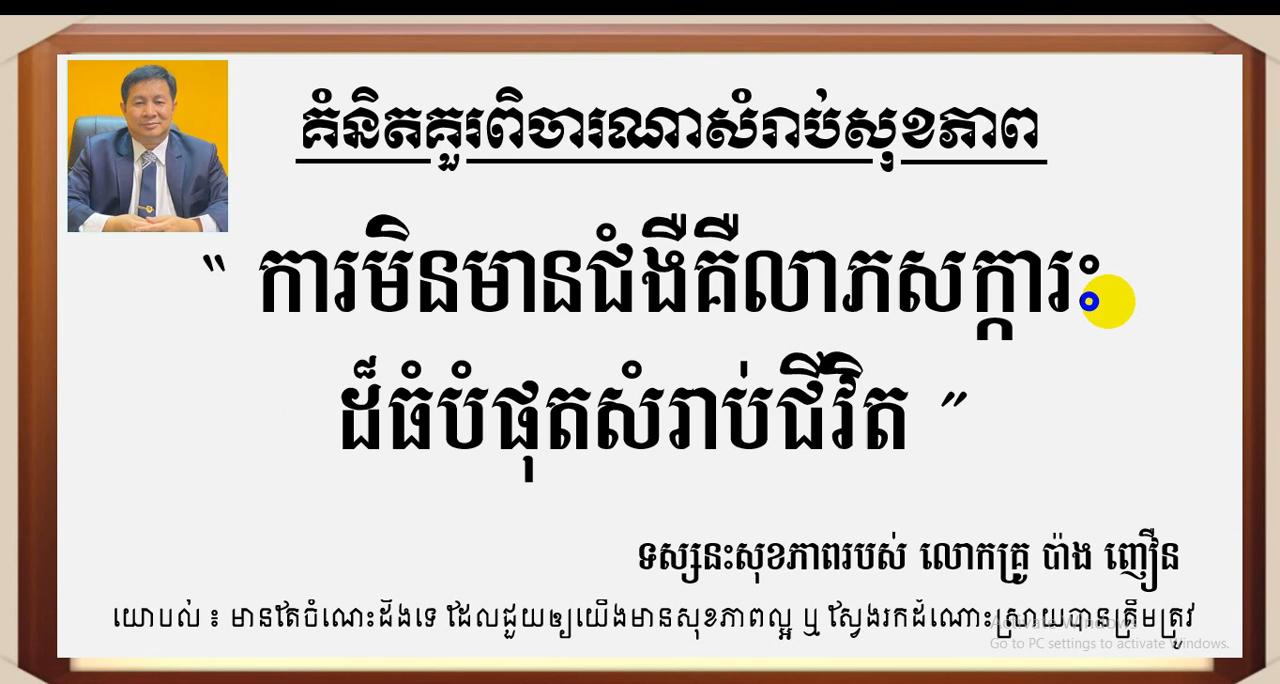 គំនិតគួរពិចារណាសំរាប់សុខភាព
“ ការមិនមានជំងឺគឺលាភសក្ការៈ
ដ៏ធំបំផុតសំរាប់ជីវិត ”
ទស្សនះសុខភាពរបស់ លោកគ្រូ ប៉ាង ញឿន
យោបល់ ៖ មានតែចំណេះដឹងទេ ដែលជួយឲ្យយើងមានសុខភាពល្អ ឬ ស្វែងរកដំណោះស្រាយបានត្រឹមត្រូវ
Activate Windows
Go to PC settings to activate Windows.